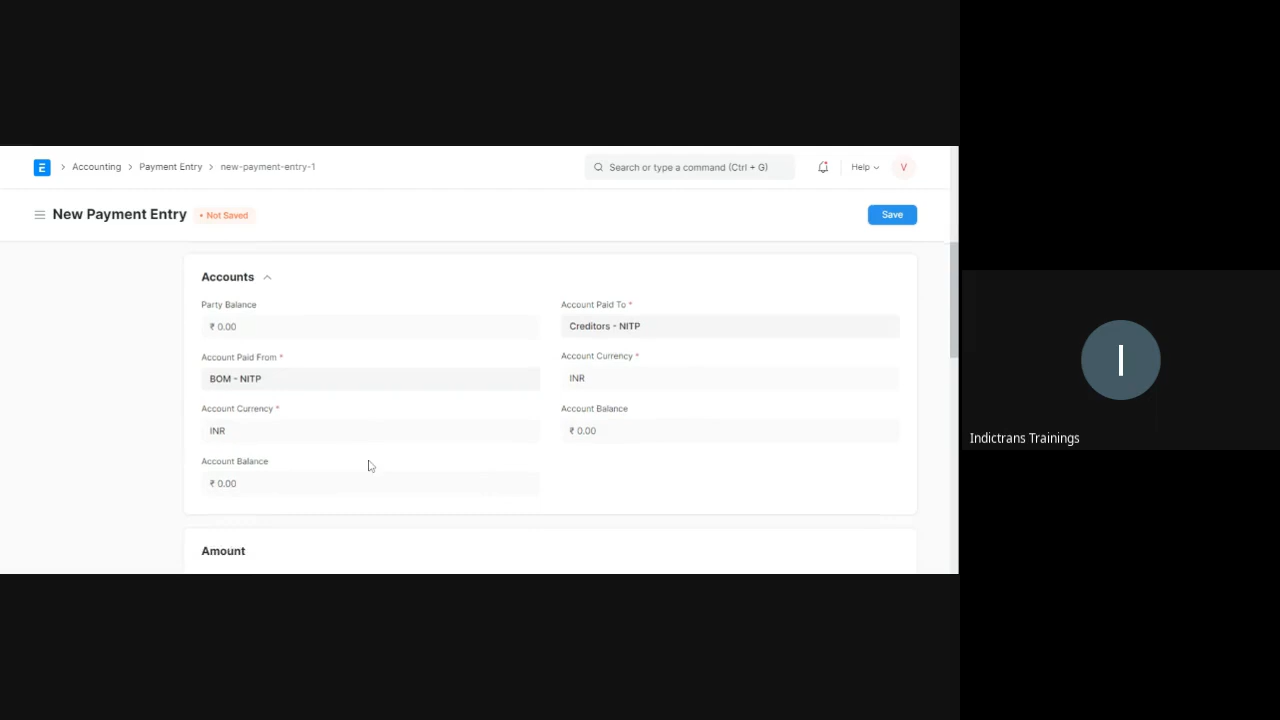 Accounting > Payment Entry > new-payment-entry-1
Search or type a command (Ctrl + G)
Help
V
New Payment Entry
• Not Saved
Save
Accounts
Party Balance
₹ 0.00
Account Paid From *
BOM - NITP
Account Currency *
INR
Account Balance
₹ 0.00
Account Paid To *
Creditors - NITP
Account Currency *
INR
Account Balance
₹ 0.00
Amount
I
Indictrans Trainings